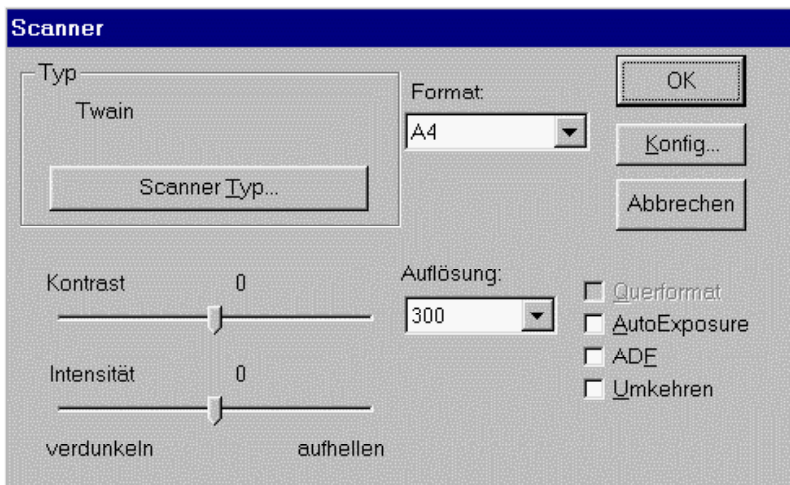 Scanner
Typ
Twain
Scanner Typ...
Format:
A4
OK
Konfig...
Abbrechen
Kontrast 0
Intensität 0
verdunkeln aufhellen
Auflösung:
300
Querformat
AutoExposure
ADF
Umkehren